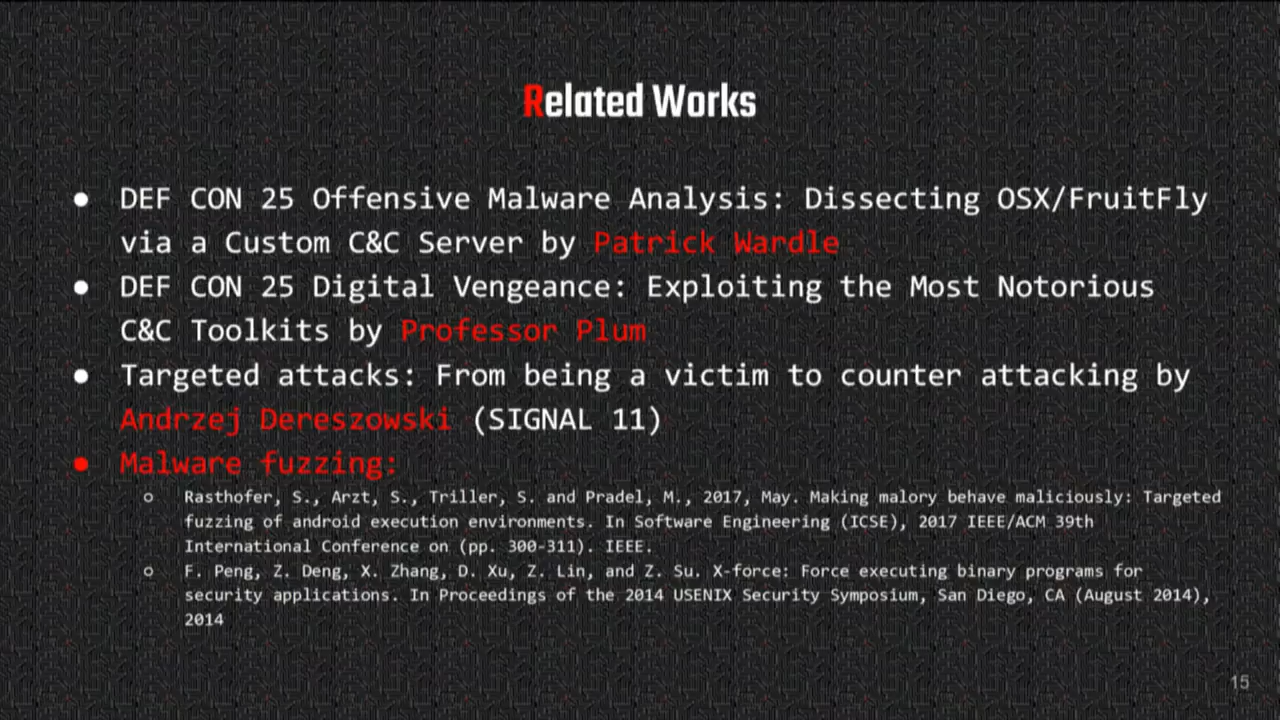 Related Works
● DEF CON 25 Offensive Malware Analysis: Dissecting OSX/FruitFly
via a Custom C&C Server by Patrick Wardle
● DEF CON 25 Digital Vengeance: Exploiting the Most Notorious
C&C Toolkits by Professor Plum
● Targeted attacks: From being a victim to counter attacking by
Andrzej Dereszowski (SIGNAL 11)
● Malware fuzzing:
○ Rasthofer, S., Arzt, S., Triller, S. and Pradel, M., 2017, May. Making malory behave maliciously: Targeted
fuzzing of android execution environments. In Software Engineering (ICSE), 2017 IEEE/ACM 39th
International Conference on (pp. 300-311). IEEE.
○ F. Peng, Z. Deng, X. Zhang, D. Xu, Z. Lin, and Z. Su. X-force: Force executing binary programs for
security applications. In Proceedings of the 2014 USENIX Security Symposium, San Diego, CA (August 2014),
2014
15